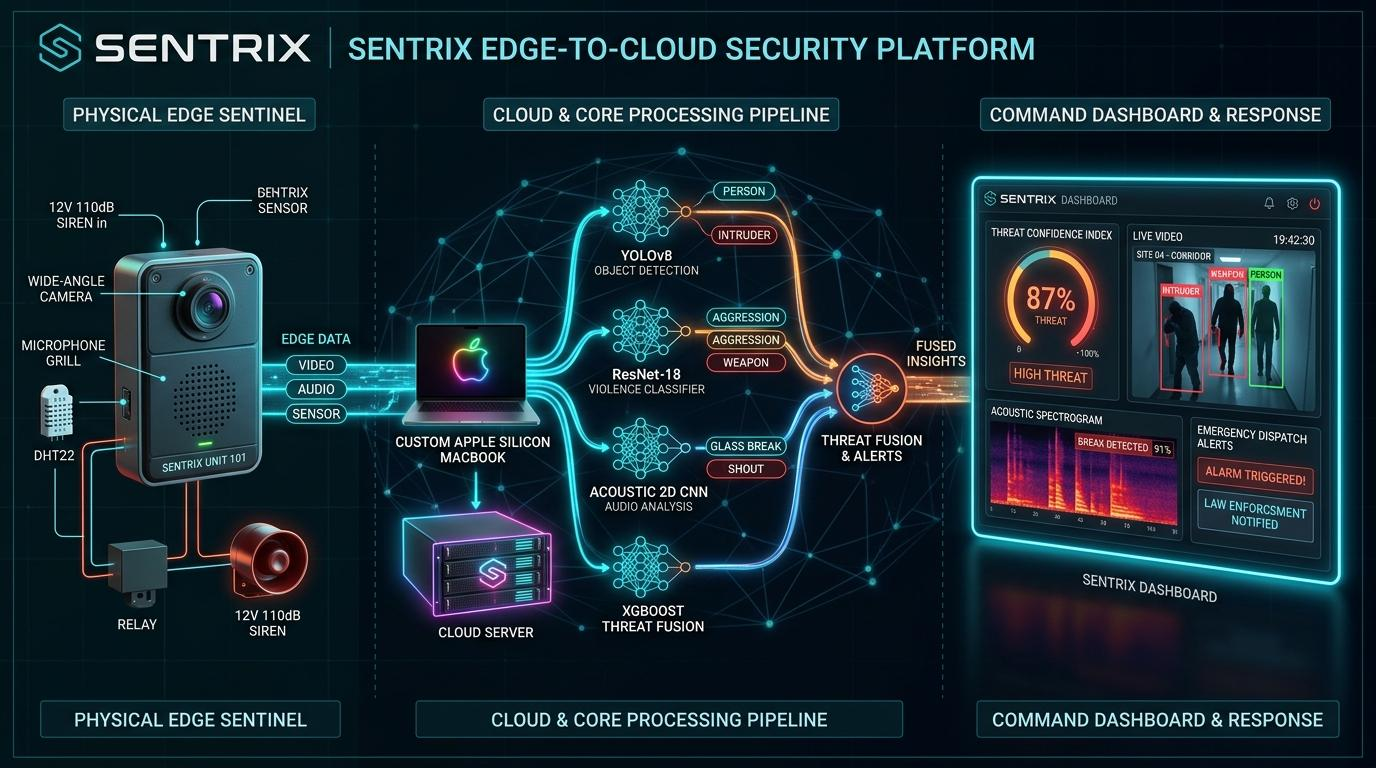 SENTRIX
SENTRIX EDGE-TO-CLOUD SECURITY PLATFORM
PHYSICAL EDGE SENTINEL
12V 110dB
SIREN in
SENTRIX
SENSOR
WIDE-ANGLE
CAMERA
MICROPHONE
GRILL
DHT22
SENTRIX UNIT 101
RELAY
12V 110dB
SIREN
EDGE DATA
VIDEO
AUDIO
SENSOR
PHYSICAL EDGE SENTINEL
CLOUD & CORE PROCESSING PIPELINE
CUSTOM APPLE SILICON
MACBOOK
CLOUD SERVER
YOLOv8
OBJECT DETECTION
PERSON
INTRUDER
ResNet-18
VIOLENCE CLASSIFIER
AGGRESSION
AGGRESSION
WEAPON
ACOUSTIC 2D CNN
AUDIO ANALYSIS
GLASS BREAK
SHOUT
XGBOOST
THREAT FUSION
THREAT FUSION
& ALERTS
FUSED
INSIGHTS
CLOUD & CORE PROCESSING PIPELINE
COMMAND DASHBOARD & RESPONSE
SENTRIX DASHBOARD
THREAT CONFIDENCE INDEX
87%
THREAT
0
100%
HIGH THREAT
LIVE VIDEO
19:42:30
SITE 04 - CORRIDOR
INTRUGER
WEAPON
PERSON
ACOUSTIC SPECTROGRAM
BREAK DETECTED 91%
EMERGENCY DISPATCH
ALERTS
ALARM TRIGGERED!
LAW ENFORCSMENT
NOTIFIED
SENTRIX DASHBOARD
COMMAND DASHBOARD & RESPONSE